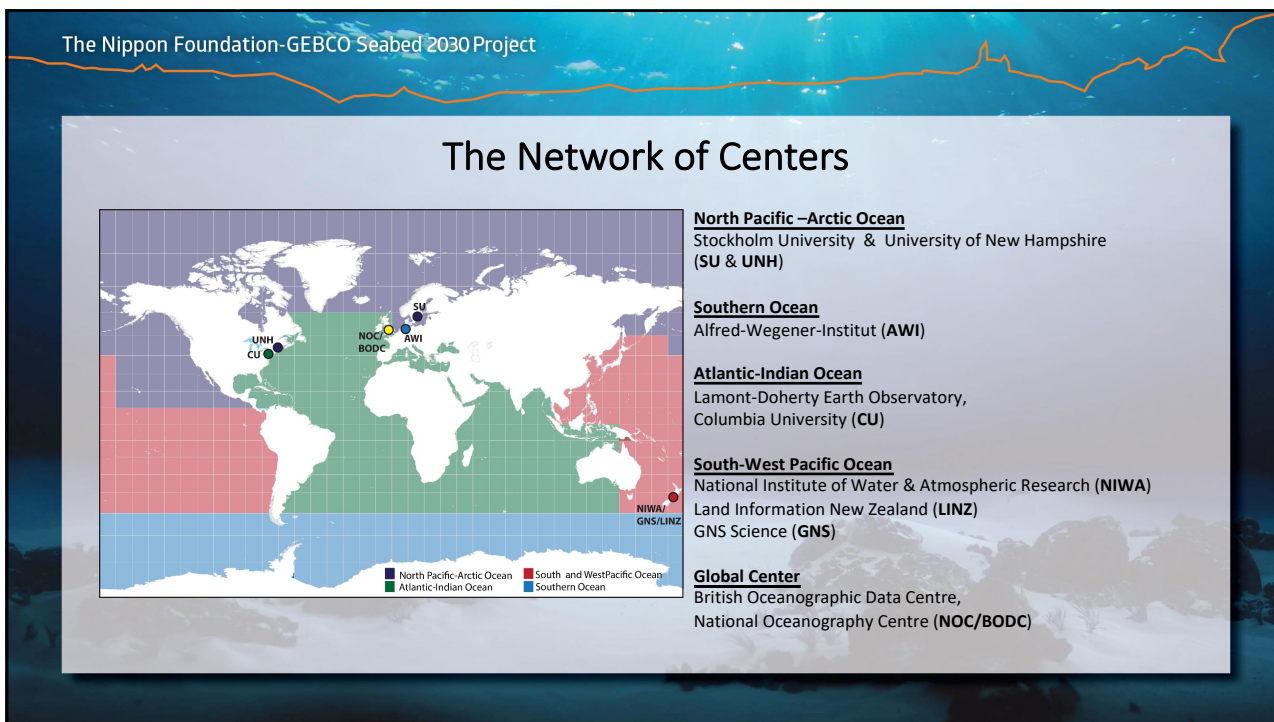 The Nippon Foundation-GEBCO Seabed 2030 Project
The Network of Centers
SU
UNH
CU
NOC/
BODC
AWI
NIWA/
GNS/LINZ
North Pacific-Arctic Ocean
South and WestPacific Ocean
Atlantic-Indian Ocean
Southern Ocean
North Pacific –Arctic Ocean
Stockholm University & University of New Hampshire
(SU & UNH)
Southern Ocean
Alfred-Wegener-Institut (AWI)
Atlantic-Indian Ocean
Lamont-Doherty Earth Observatory,
Columbia University (CU)
South-West Pacific Ocean
National Institute of Water & Atmospheric Research (NIWA)
Land Information New Zealand (LINZ)
GNS Science (GNS)
Global Center
British Oceanographic Data Centre,
National Oceanography Centre (NOC/BODC)